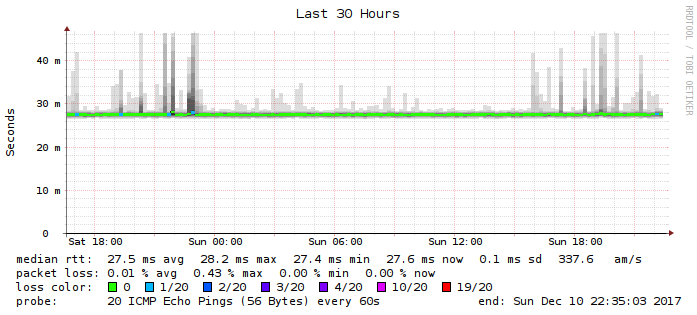 Last 30 Hours
RRDTOOL / TOBI OETIKER
Seconds
40 m
30 m
20 m
10 m
0
Sat 18:00 Sun 00:00 Sun 06:00 Sun 12:00 Sun 18:00
median rtt: 27.5 ms avg 28.2 ms max 27.4 ms min 27.6 ms now 0.1 ms sd 337.6 am/s
packet loss: 0.01 % avg 0.43 % max 0.00 % min 0.00 % now
loss color: 0 1/20 2/20 3/20 4/20 10/20 19/20
probe: 20 ICMP Echo Pings (56 Bytes) every 60s end: Sun Dec 10 22:35:03 2017